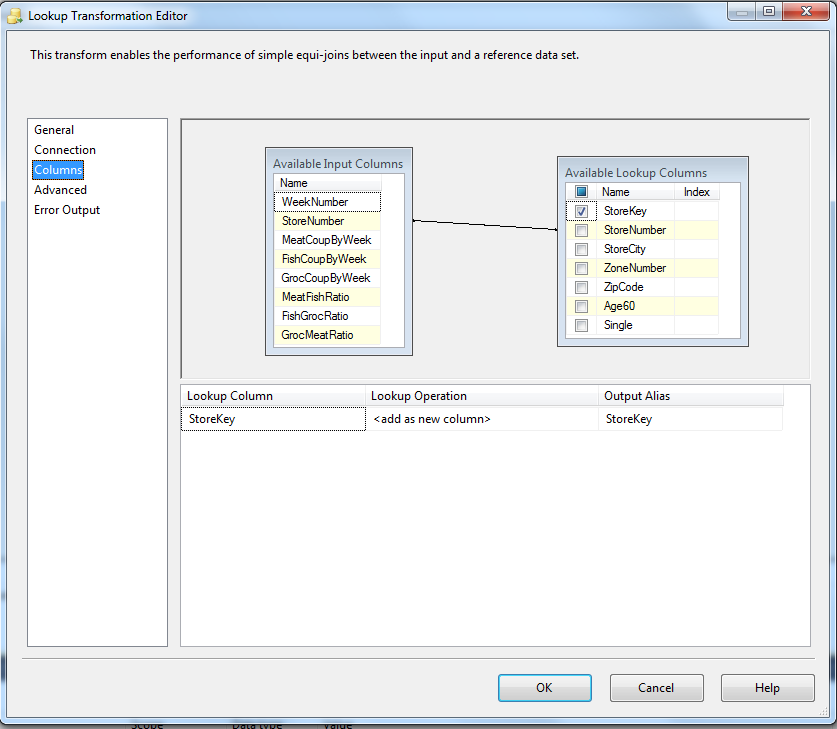 Lookup Transformation Editor
This transform enables the performance of simple equi-joins between the input and a reference data set.
General
Connection
Columns
Advanced
Error Output
Available Input Columns
Name
WeekNumber
StoreNumber
MeatCoupByWeek
FishCoupByWeek
GrocCoupByWeek
MeatFishRatio
FishGrocRatio
GrocMeatRatio
Available Lookup Columns
Name Index
StoreKey
StoreNumber
StoreCity
ZoneNumber
ZipCode
Age60
Single
Lookup Column Lookup Operation Output Alias
StoreKey <add as new column> StoreKey
OK Cancel Help
Scope Data type Value